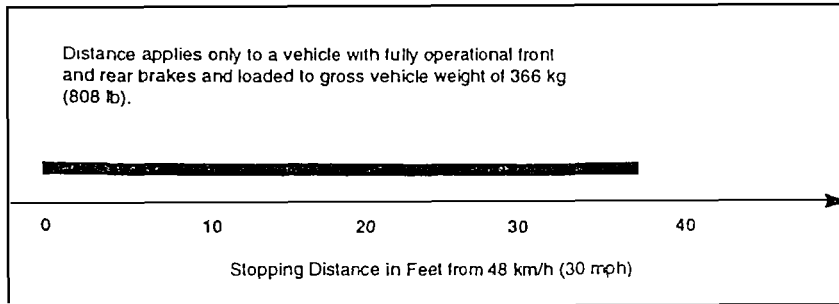 Distance applies only to a vehicle with fully operational front
and rear brakes and loaded to gross vehicle weight of 366 kg
(808 lb).
0 10 20 30 40
Stopping Distance in Feet from 48 km/h (30 mph)